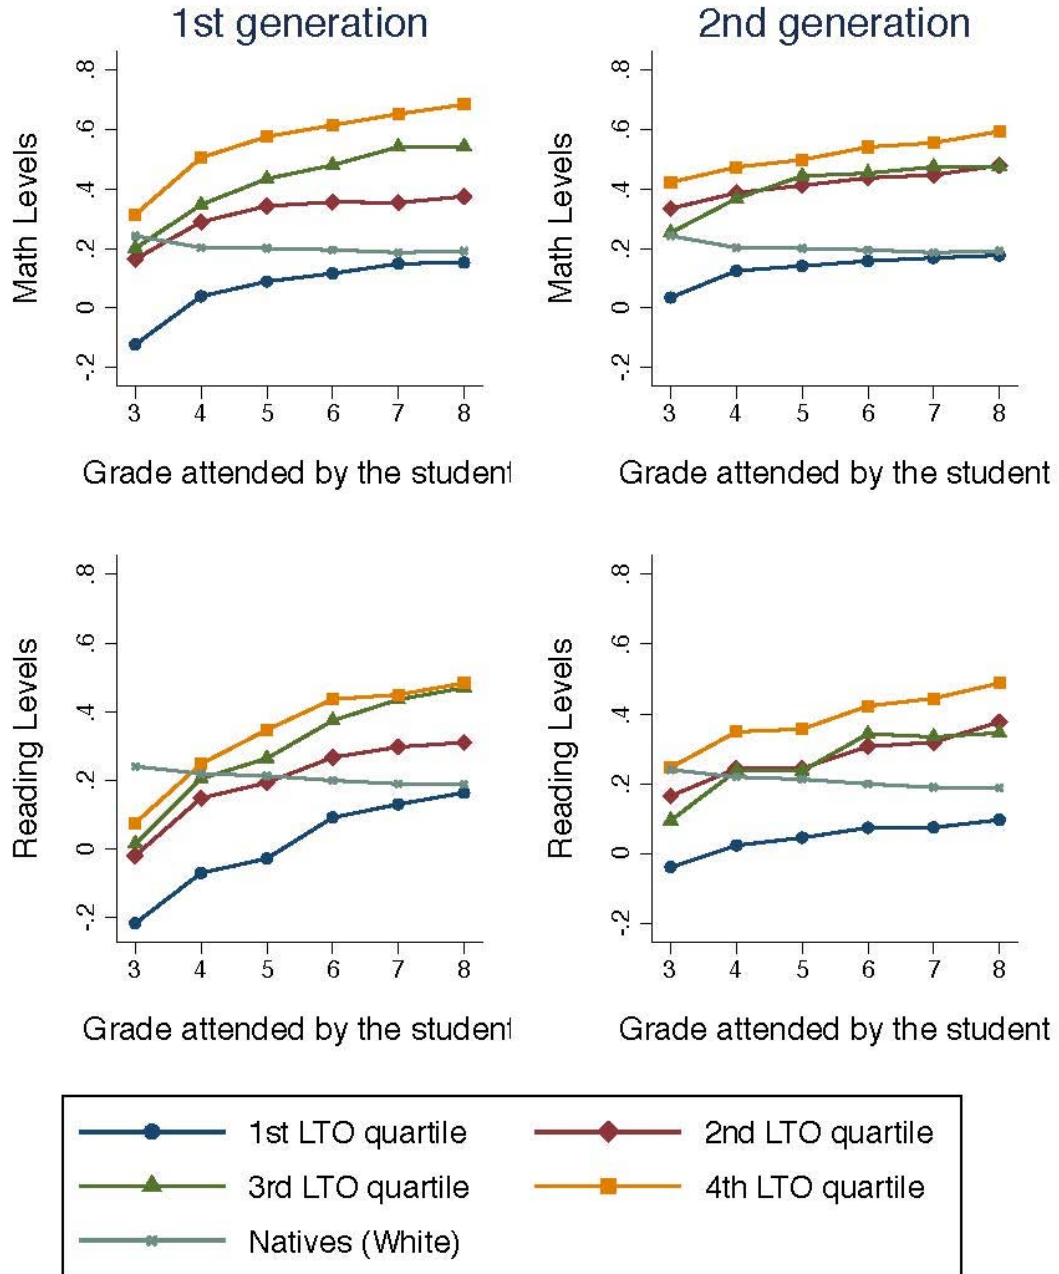 1st generation
2nd generation
Math Levels
.8
.6
.4
.2
0
-.2
3 4 5 6 7 8
Grade attended by the student
Math Levels
.8
.6
.4
.2
0
-.2
3 4 5 6 7 8
Grade attended by the student
Reading Levels
.8
.6
.4
.2
0
-.2
3 4 5 6 7 8
Grade attended by the student
Reading Levels
.8
.6
.4
.2
0
-.2
3 4 5 6 7 8
Grade attended by the student
1st LTO quartile
2nd LTO quartile
3rd LTO quartile
4th LTO quartile
Natives (White)